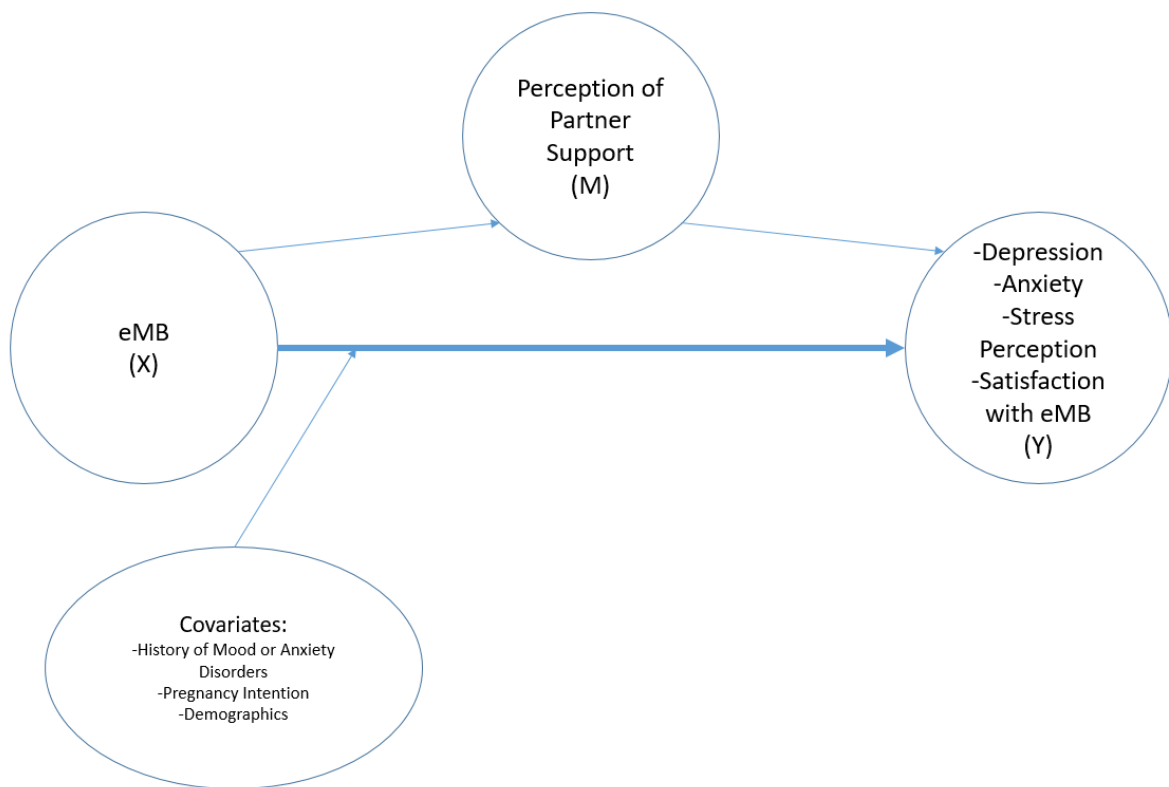 Perception of
Partner
Support
(M)
eMB
(X)
-Depression
-Anxiety
-Stress
Perception
-Satisfaction
with eMB
(Y)
Covariates:
-History of Mood or Anxiety
Disorders
-Pregnancy Intention
-Demographics